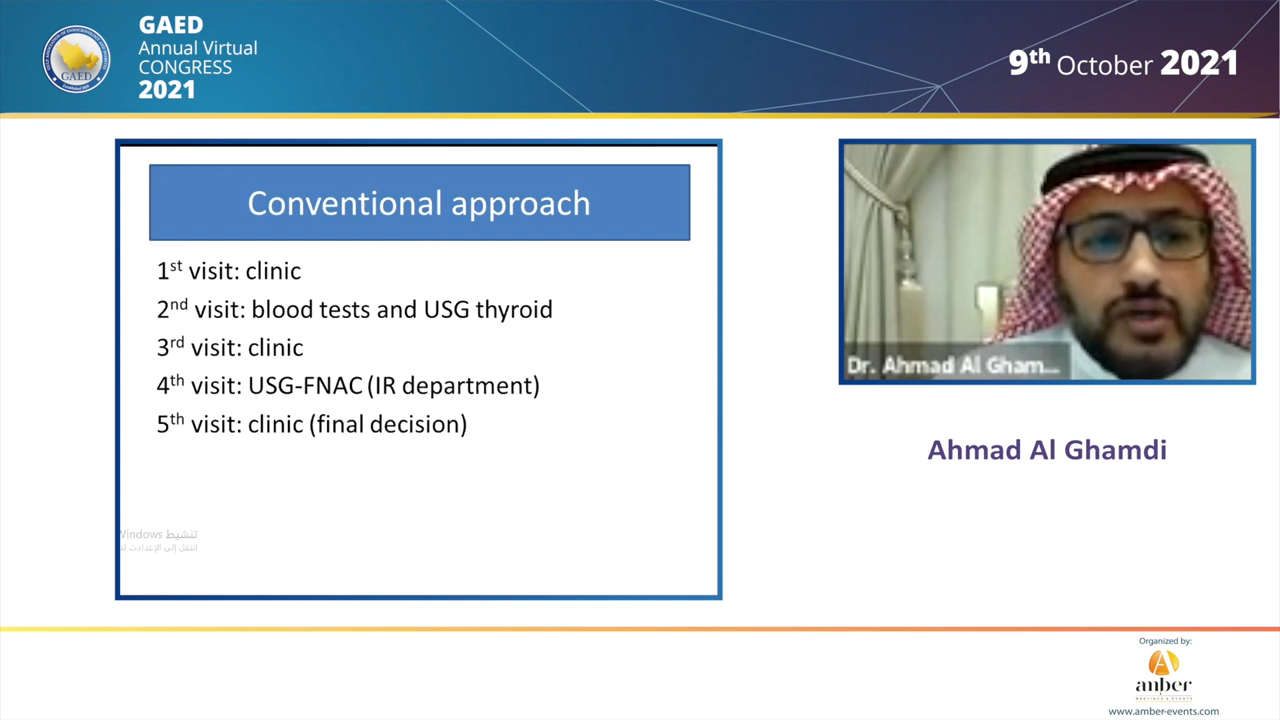 GAED
Annual Virtual
CONGRESS
2021
GAED
9th October 2021
Conventional approach
1st visit: clinic
2nd visit: blood tests and USG thyroid
3rd visit: clinic
4th visit: USG-FNAC (IR department)
5th visit: clinic (final decision)
تنشيط Windows
انتقل إلى الإعدادات
Dr. Ahmad Al Gham...
Ahmad Al Ghamdi
Organized by:
anber
www.amber-events.com